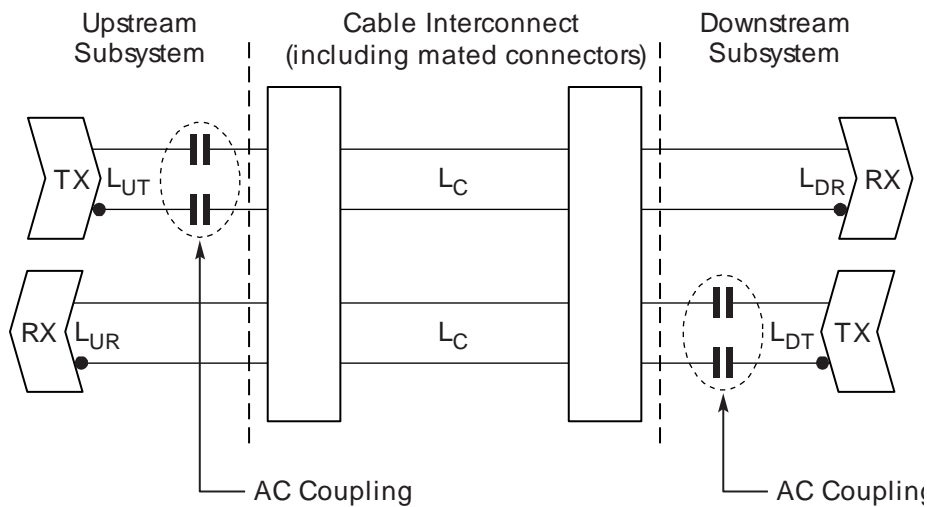 Upstream
Subsystem
Cable Interconnect
(including mated connectors)
Downstream
Subsystem
TX
LUT
LC
LDR
RX
RX
LUR
LC
LDT
TX
AC Coupling
AC Coupling